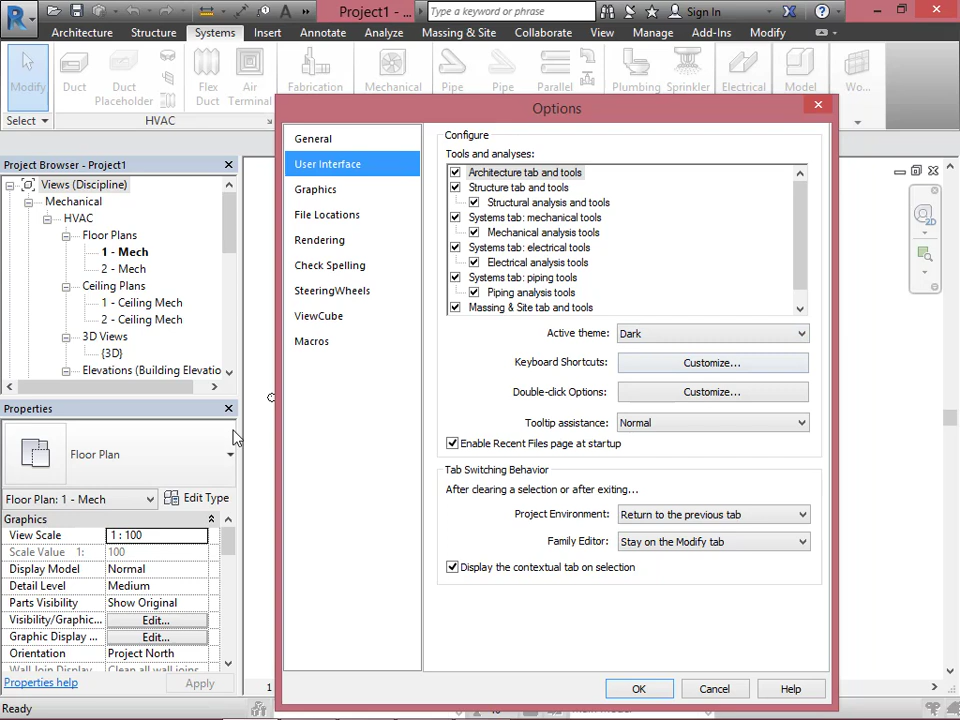 Project1 - ...
Type a keyword or phrase
Sign In
Architecture
Structure
Systems
Insert
Annotate
Analyze
Massing & Site
Collaborate
View
Manage
Add-Ins
Modify
Modify
Duct
Duct
Placeholder
Flex
Duct
Air
Terminal
Fabrication
Mechanical
Pipe
Pipe
Parallel
Plumbing
Sprinkler
Electrical
Model
Wo...
Select
HVAC
Project Browser - Project1
Views (Discipline)
Mechanical
HVAC
Floor Plans
1 - Mech
2 - Mech
Ceiling Plans
1 - Ceiling Mech
2 - Ceiling Mech
3D Views
{3D}
Elevations (Building Elevatio
Properties
Floor Plan
Floor Plan: 1 - Mech
Edit Type
Graphics
View Scale
1 : 100
Scale Value 1:
100
Display Model
Normal
Detail Level
Medium
Parts Visibility
Show Original
Visibility/Graphic...
Edit...
Graphic Display ...
Edit...
Orientation
Project North
Wall Join Display
Clean all wall joins
Properties help
Apply
Ready
1
2D
Options
General
User Interface
Graphics
File Locations
Rendering
Check Spelling
SteeringWheels
ViewCube
Macros
Configure
Tools and analyses:
Architecture tab and tools
Structure tab and tools
Structural analysis and tools
Systems tab: mechanical tools
Mechanical analysis tools
Systems tab: electrical tools
Electrical analysis tools
Systems tab: piping tools
Piping analysis tools
Massing & Site tab and tools
Active theme:
Dark
Keyboard Shortcuts:
Customize...
Double-click Options:
Customize...
Tooltip assistance:
Normal
Enable Recent Files page at startup
Tab Switching Behavior
After clearing a selection or after exiting...
Project Environment:
Return to the previous tab
Family Editor:
Stay on the Modify tab
Display the contextual tab on selection
OK
Cancel
Help